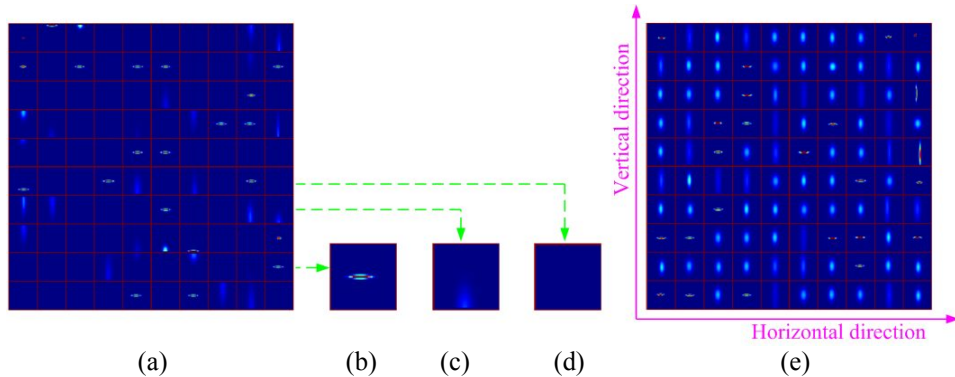 Vertical direction
Horizontal direction
(a) (b) (c) (d) (e)